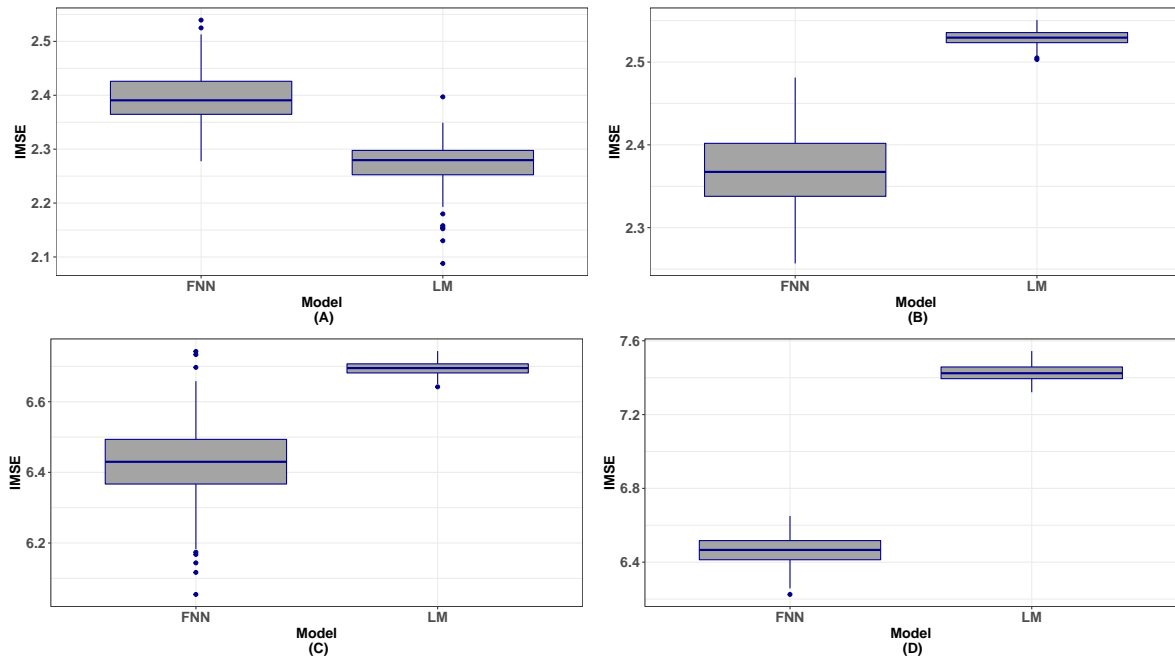 IMSE
2.5
2.4
2.3
2.2
2.1
FNN
LM
Model
(A)
IMSE
2.5
2.4
2.3
FNN
LM
Model
(B)
IMSE
6.6
6.4
6.2
FNN
LM
Model
(C)
IMSE
7.6
7.2
6.8
6.4
FNN
LM
Model
(D)